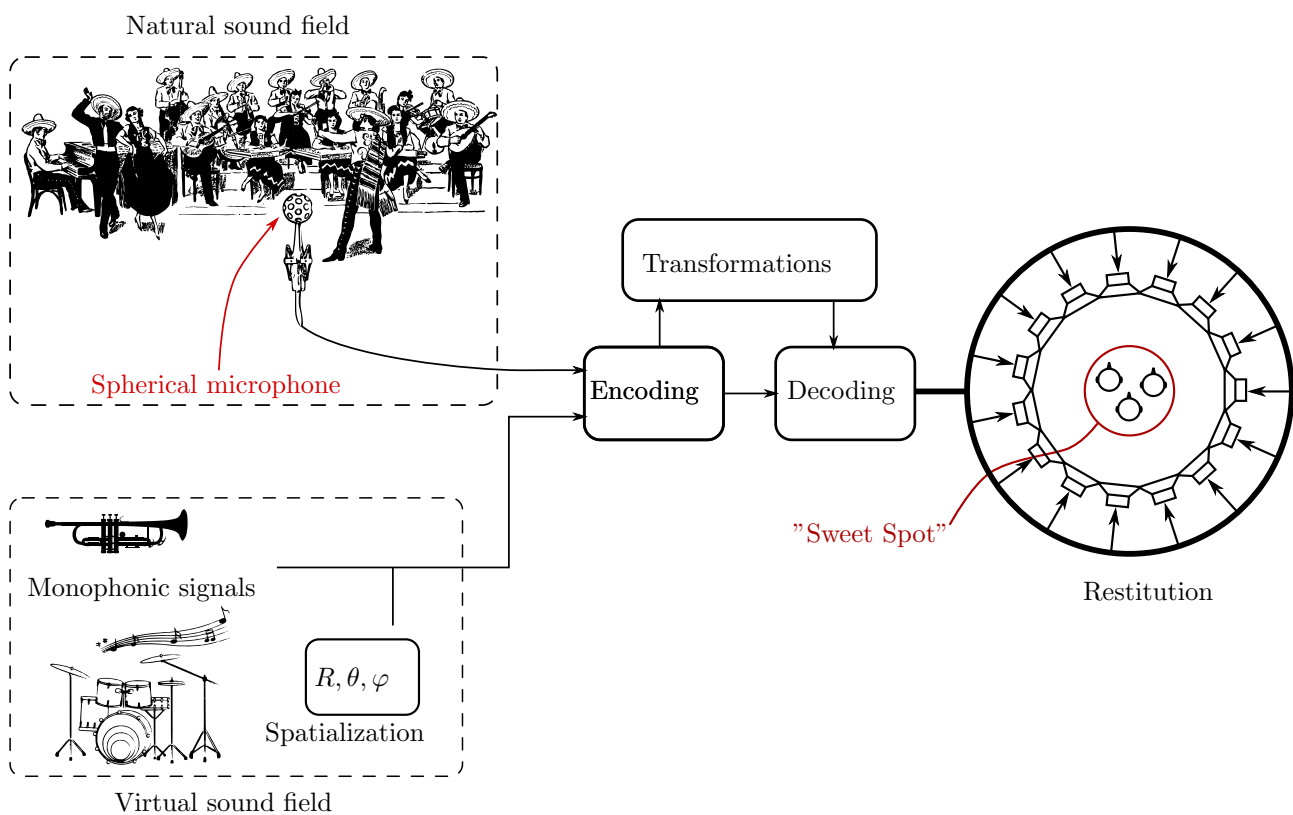 Natural sound field
Spherical microphone
Transformations
Encoding
Decoding
”Sweet Spot”
Restitution
Monophonic signals
R, θ, φ
Spatialization
Virtual sound field